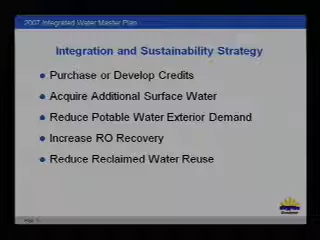 2007 Integrated Water Master Plan
Integration and Sustainability Strategy
Purchase or Develop Credits
Acquire Additional Surface Water
Reduce Potable Water Exterior Demand
Increase RO Recovery
Reduce Reclaimed Water Reuse